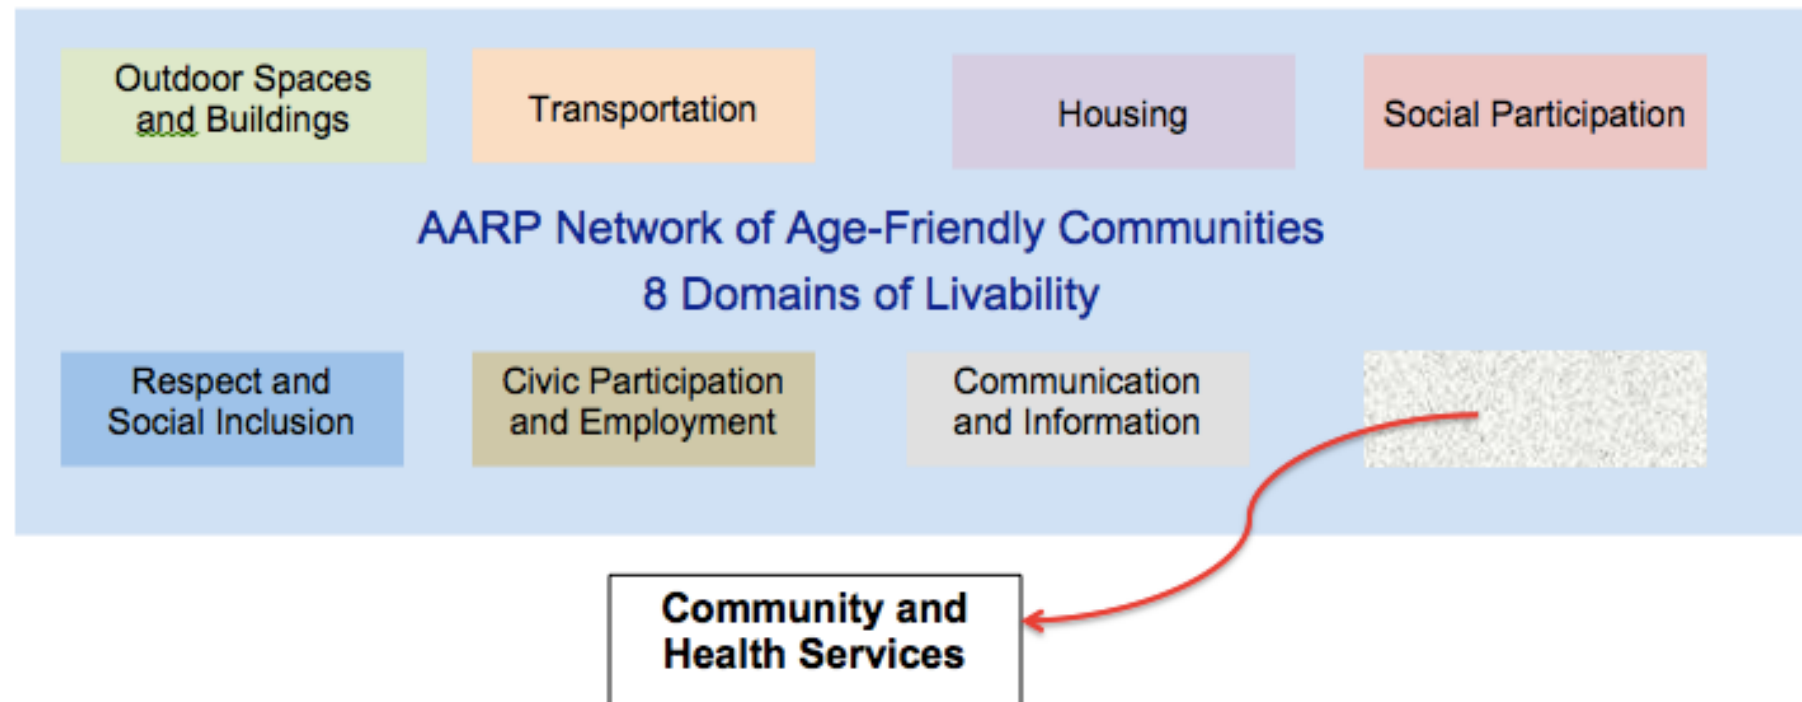 Outdoor Spaces
and Buildings
Transportation
Housing
Social Participation
AARP Network of Age-Friendly Communities
8 Domains of Livability
Respect and
Social Inclusion
Civic Participation
and Employment
Communication
and Information
Community and
Health Services